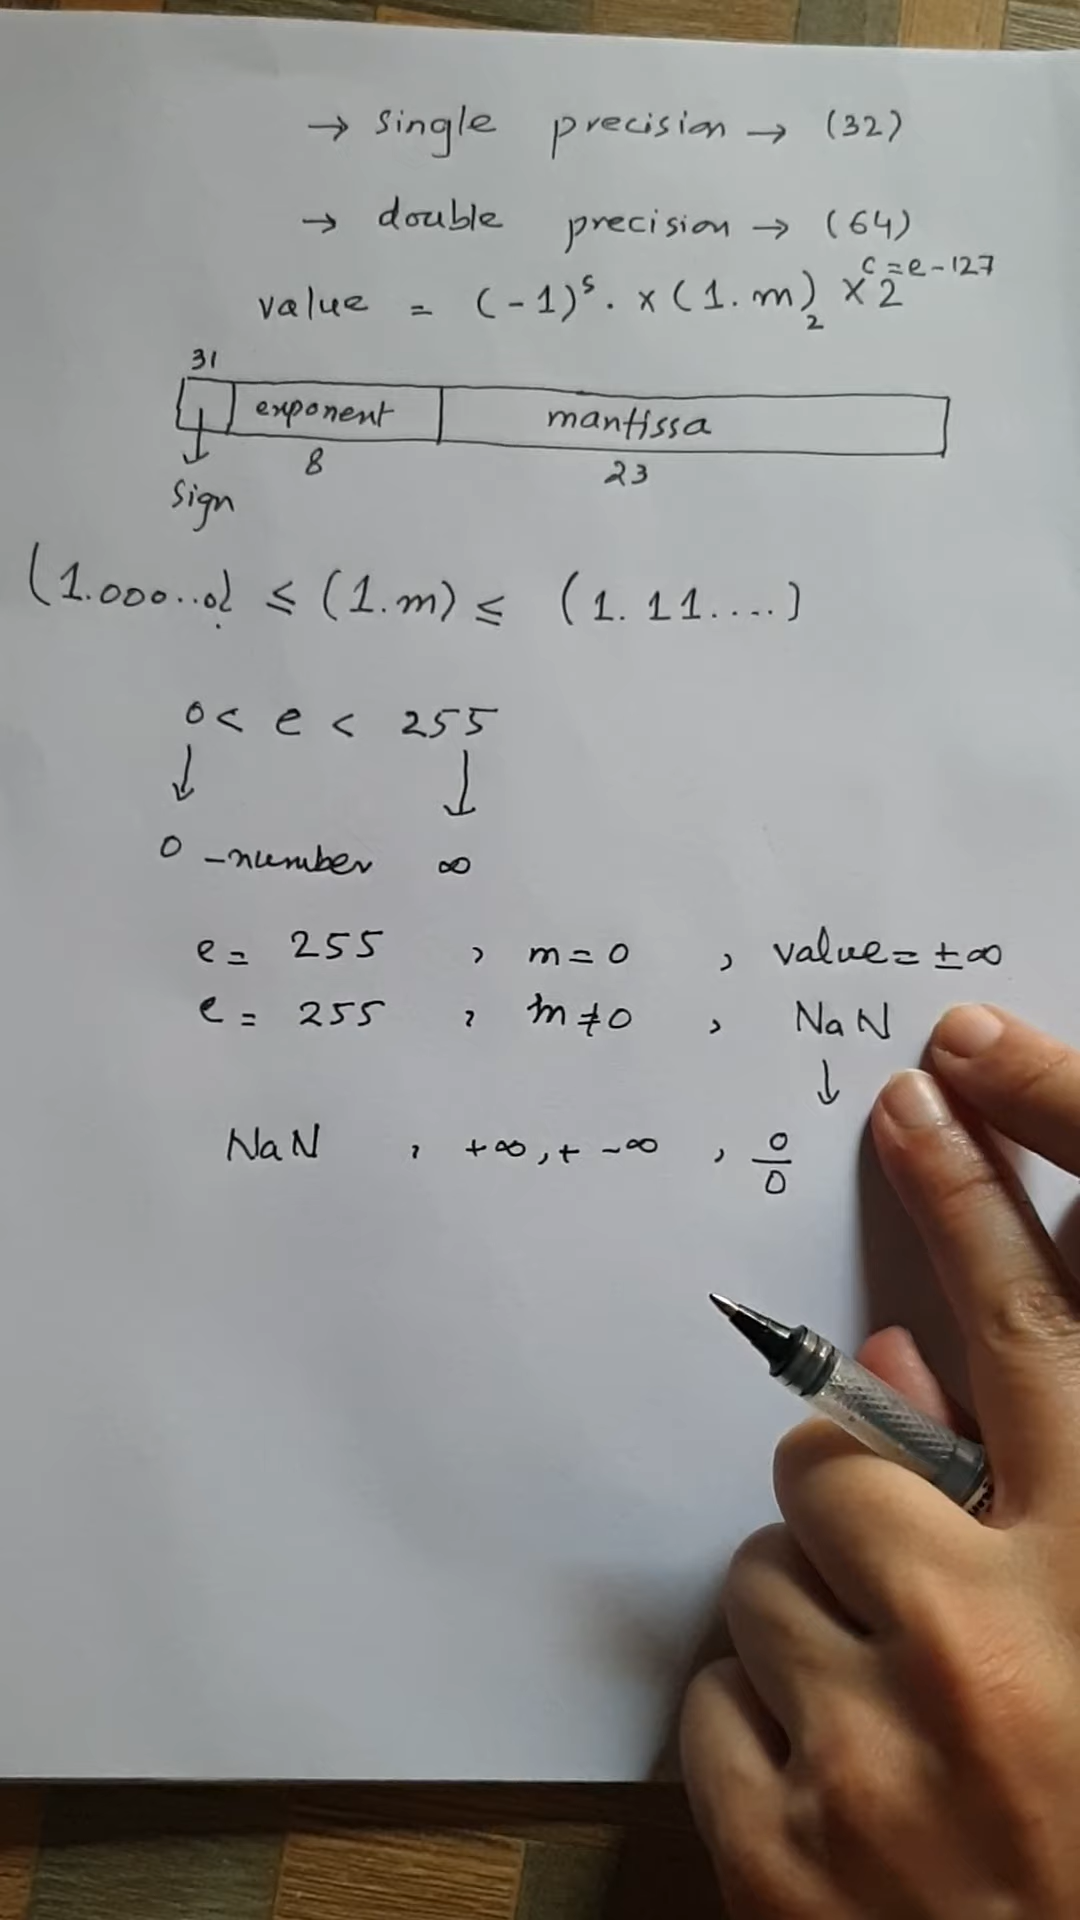 → single precision → (32)
→ double precision → (64)
value = (-1)^s . × (1.m)₂ × 2^c=e-127
31
exponent mantissa
8 23
sign
(1.000..0) ≤ (1.m) ≤ (1.11....)
0 < e < 255
↓ ↓
0 -number ∞
e = 255 , m = 0 , value = ±∞
e = 255 , m ≠ 0 , NaN
↓
NaN , +∞, + -∞ , 0/0